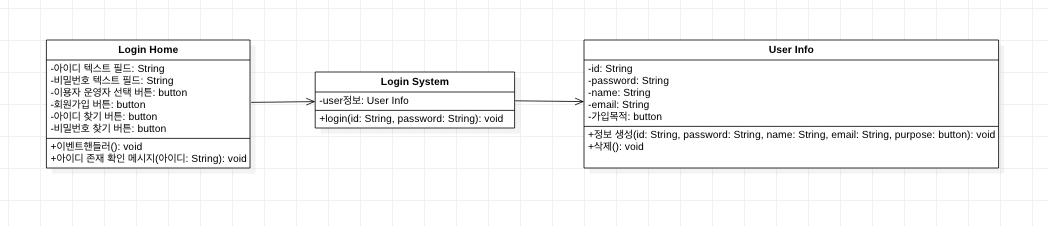 Login Home
-아이디 텍스트 필드: String
-비밀번호 텍스트 필드: String
-이용자 운영자 선택 버튼: button
-회원가입 버튼: button
-아이디 찾기 버튼: button
-비밀번호 찾기 버튼: button
+이벤트핸들러(): void
+아이디 존재 확인 메시지(아이디: String): void
Login System
-user정보: User Info
+login(id: String, password: String): void
User Info
-id: String
-password: String
-name: String
-email: String
-가입목적: button
+정보 생성(id: String, password: String, name: String, email: String, purpose: button): void
+삭제(): void